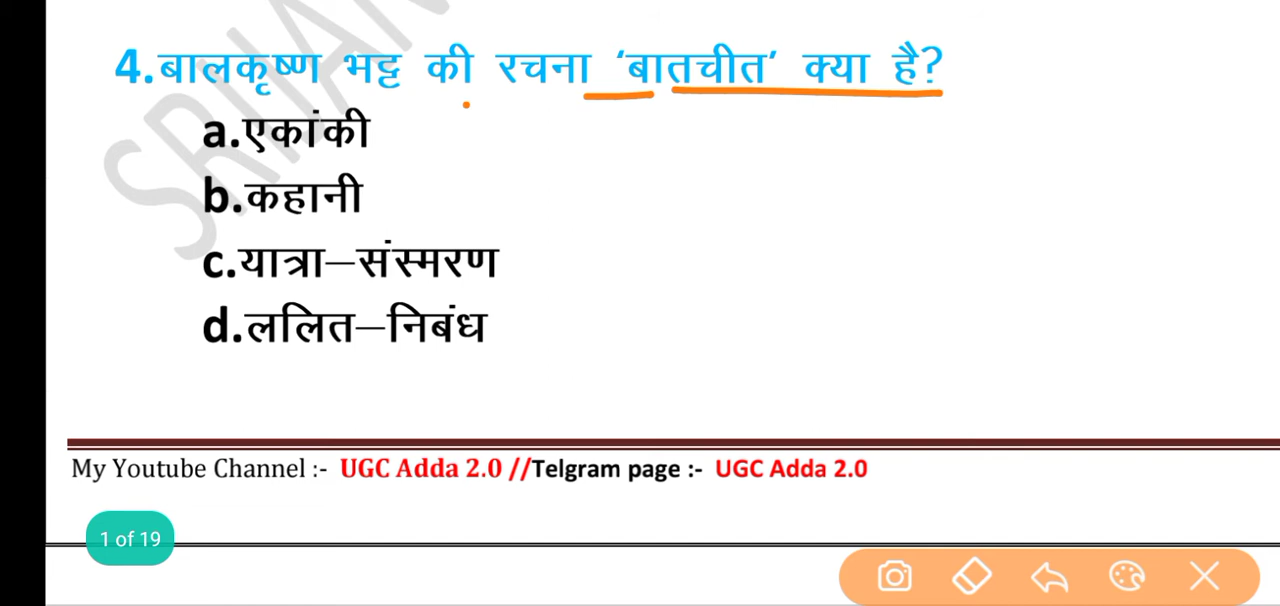 4.बालकृष्ण भट्ट की रचना ‘बातचीत’ क्या है?
a.एकांकी
b.कहानी
c.यात्रा–संस्मरण
d.ललित–निबंध
My Youtube Channel :- UGC Adda 2.0 //Telgram page :- UGC Adda 2.0
1 of 19